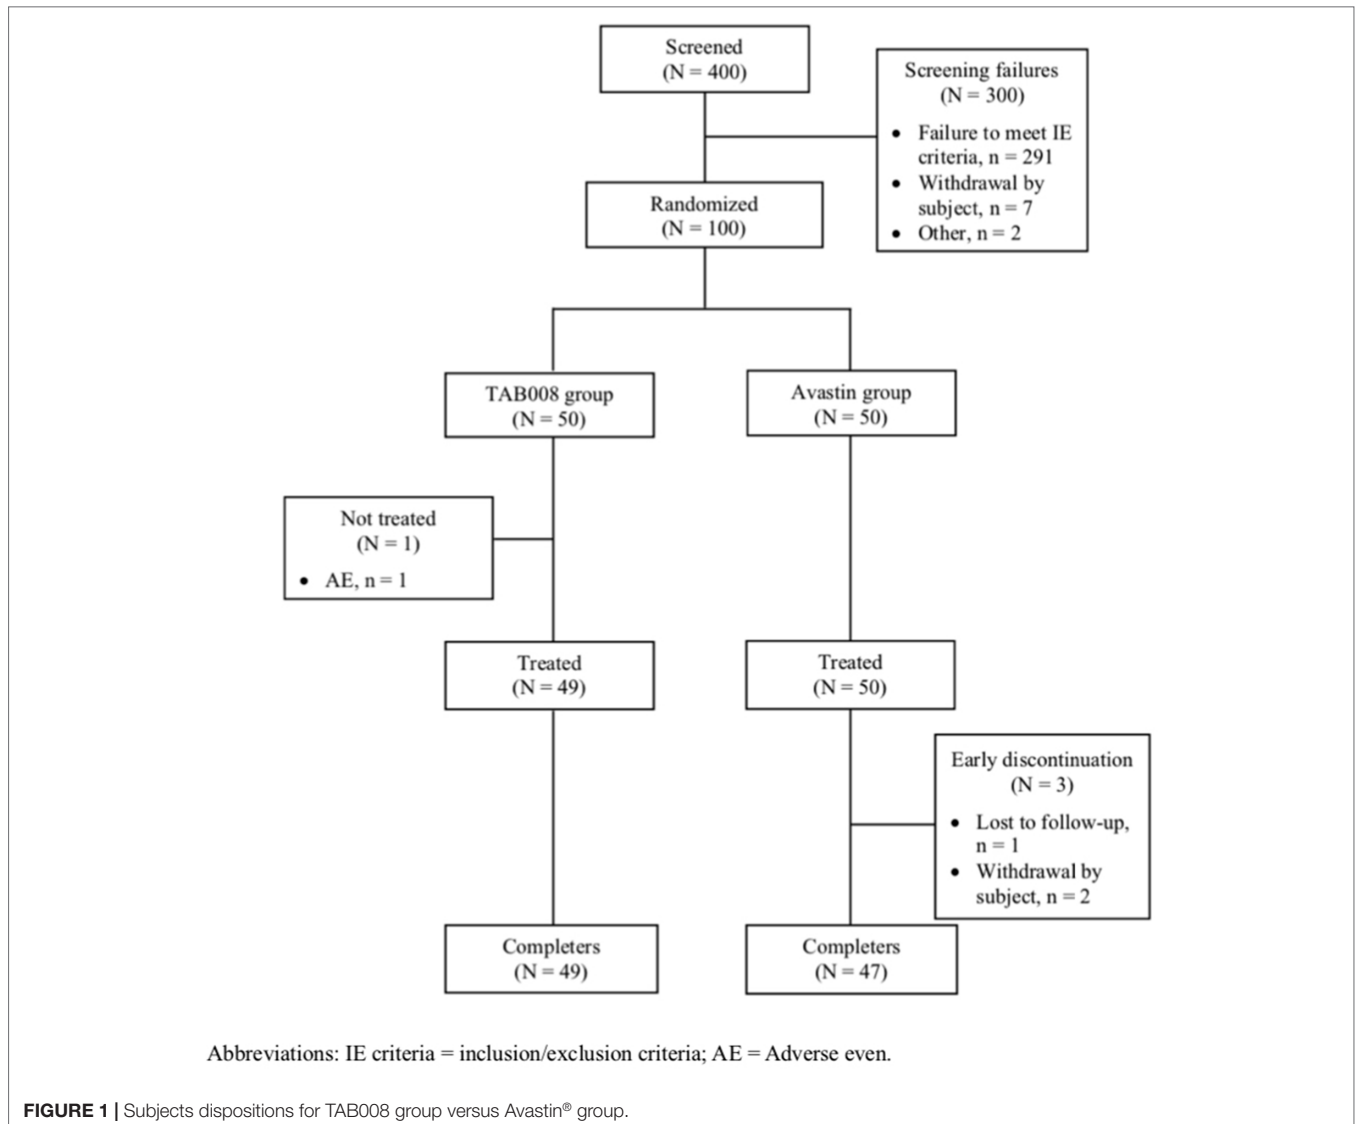 Screened
(N = 400)
Screening failures
(N = 300)
• Failure to meet IE
criteria, n = 291
• Withdrawal by
subject, n = 7
• Other, n = 2
Randomized
(N = 100)
TAB008 group
(N = 50)
Avastin group
(N = 50)
Not treated
(N = 1)
• AE, n = 1
Treated
(N = 49)
Treated
(N = 50)
Early discontinuation
(N = 3)
• Lost to follow-up,
n = 1
• Withdrawal by
subject, n = 2
Completers
(N = 49)
Completers
(N = 47)
Abbreviations: IE criteria = inclusion/exclusion criteria; AE = Adverse even.
FIGURE 1 | Subjects dispositions for TAB008 group versus Avastin® group.